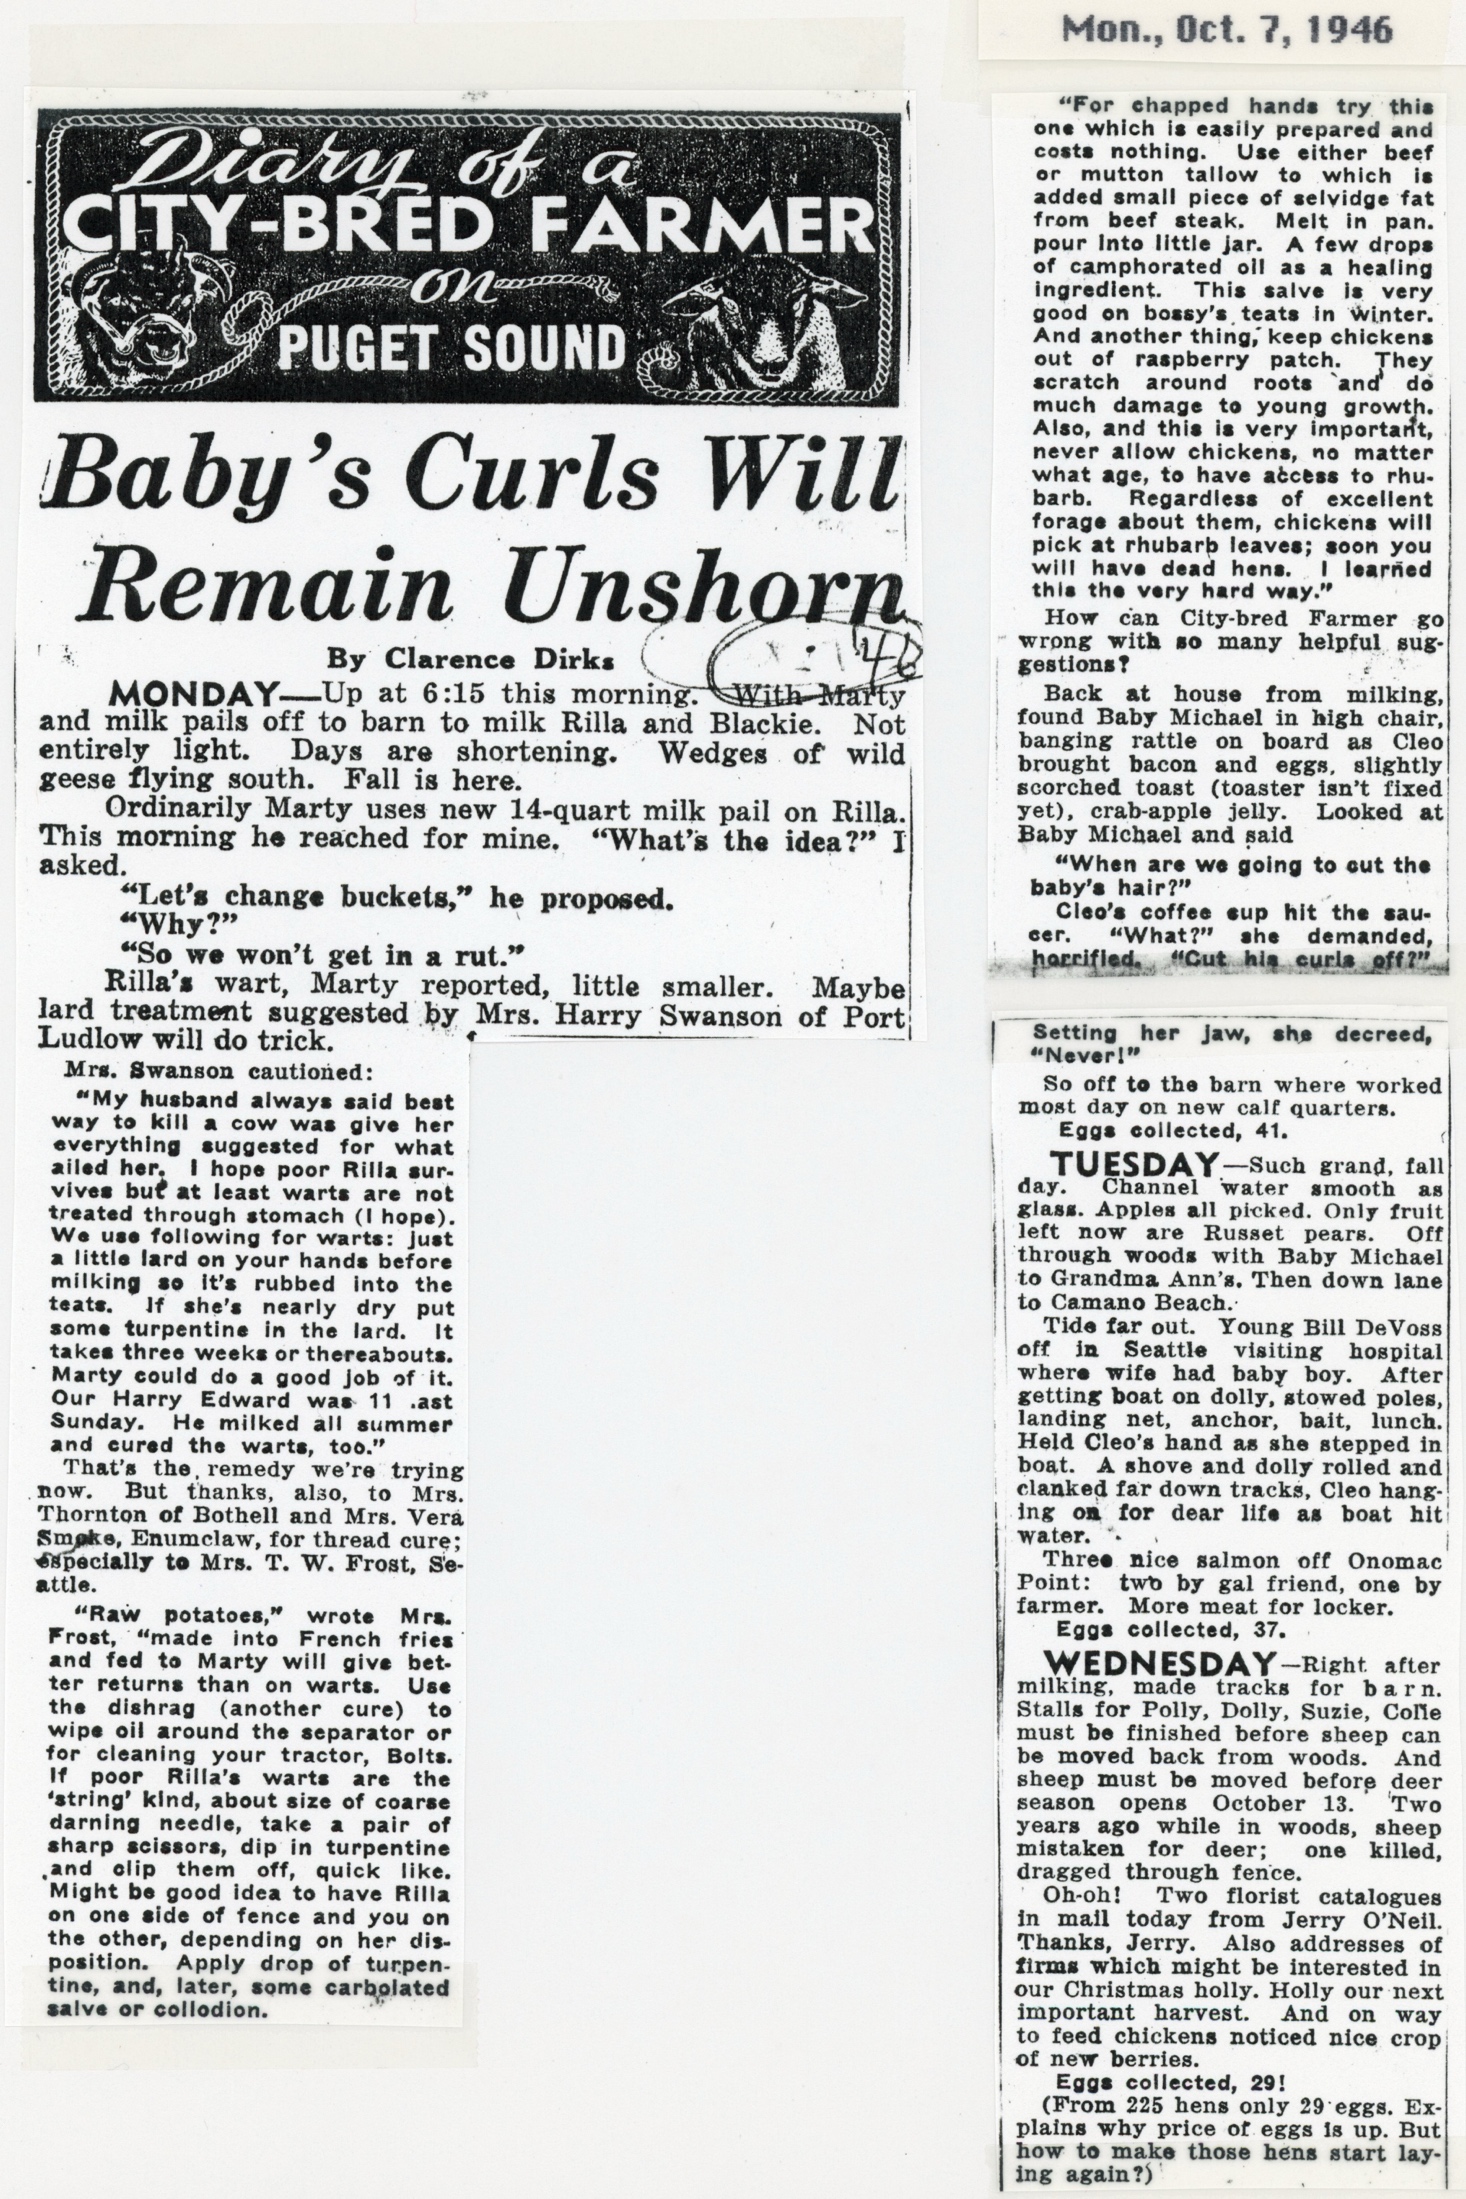 Mon., Oct. 7, 1946
Diary of a
CITY-BRED FARMER
on
PUGET SOUND
Baby's Curls Will
Remain Unshorn
By Clarence Dirks
'46
MONDAY—Up at 6:15 this morning. With Marty
and milk pails off to barn to milk Rilla and Blackie. Not
entirely light. Days are shortening. Wedges of wild
geese flying south. Fall is here.
Ordinarily Marty uses new 14-quart milk pail on Rilla.
This morning he reached for mine. "What's the idea?" I
asked.
"Let's change buckets," he proposed.
"Why?"
"So we won't get in a rut."
Rilla's wart, Marty reported, little smaller. Maybe
lard treatment suggested by Mrs. Harry Swanson of Port
Ludlow will do trick.
Mrs. Swanson cautioned:
"My husband always said best
way to kill a cow was give her
everything suggested for what
ailed her. I hope poor Rilla sur-
vives but at least warts are not
treated through stomach (I hope).
We use following for warts: just
a little lard on your hands before
milking so it's rubbed into the
teats. If she's nearly dry put
some turpentine in the lard. It
takes three weeks or thereabouts.
Marty could do a good job of it.
Our Harry Edward was 11 .ast
Sunday. He milked all summer
and cured the warts, too."
That's the remedy we're trying
now. But thanks, also, to Mrs.
Thornton of Bothell and Mrs. Vera
Smoke, Enumclaw, for thread cure;
especially to Mrs. T. W. Frost, Se-
attle.
"Raw potatoes," wrote Mrs.
Frost, "made into French fries
and fed to Marty will give bet-
ter returns than on warts. Use
the dishrag (another cure) to
wipe oil around the separator or
for cleaning your tractor, Bolts.
If poor Rilla's warts are the
'string' kind, about size of coarse
darning needle, take a pair of
sharp scissors, dip in turpentine
and clip them off, quick like.
Might be good idea to have Rilla
on one side of fence and you on
the other, depending on her dis-
position. Apply drop of turpen-
tine, and, later, some carbolated
salve or collodion.
"For chapped hands try this
one which is easily prepared and
costs nothing. Use either beef
or mutton tallow to which is
added small piece of selvidge fat
from beef steak. Melt in pan.
pour into little jar. A few drops
of camphorated oil as a healing
ingredient. This salve is very
good on bossy's teats in winter.
And another thing, keep chickens
out of raspberry patch. They
scratch around roots and do
much damage to young growth.
Also, and this is very important,
never allow chickens, no matter
what age, to have access to rhu-
barb. Regardless of excellent
forage about them, chickens will
pick at rhubarb leaves; soon you
will have dead hens. I learned
this the very hard way."
How can City-bred Farmer go
wrong with so many helpful sug-
gestions?
Back at house from milking,
found Baby Michael in high chair,
banging rattle on board as Cleo
brought bacon and eggs, slightly
scorched toast (toaster isn't fixed
yet), crab-apple jelly. Looked at
Baby Michael and said
"When are we going to cut the
baby's hair?"
Cleo's coffee cup hit the sau-
cer. "What?" she demanded,
horrified. "Cut his curls off?"
Setting her jaw, she decreed,
"Never!"
So off to the barn where worked
most day on new calf quarters.
Eggs collected, 41.
TUESDAY—Such grand, fall
day. Channel water smooth as
glass. Apples all picked. Only fruit
left now are Russet pears. Off
through woods with Baby Michael
to Grandma Ann's. Then down lane
to Camano Beach.
Tide far out. Young Bill DeVoss
off in Seattle visiting hospital
where wife had baby boy. After
getting boat on dolly, stowed poles,
landing net, anchor, bait, lunch.
Held Cleo's hand as she stepped in
boat. A shove and dolly rolled and
clanked far down tracks, Cleo hang-
ing on for dear life as boat hit
water.
Three nice salmon off Onomac
Point: two by gal friend, one by
farmer. More meat for locker.
Eggs collected, 37.
WEDNESDAY—Right after
milking, made tracks for barn.
Stalls for Polly, Dolly, Suzie, Colle
must be finished before sheep can
be moved back from woods. And
sheep must be moved before deer
season opens October 13. Two
years ago while in woods, sheep
mistaken for deer; one killed,
dragged through fence.
Oh-oh! Two florist catalogues
in mail today from Jerry O'Neil.
Thanks, Jerry. Also addresses of
firms which might be interested in
our Christmas holly. Holly our next
important harvest. And on way
to feed chickens noticed nice crop
of new berries.
Eggs collected, 29!
(From 225 hens only 29 eggs. Ex-
plains why price of eggs is up. But
how to make those hens start lay-
ing again?)